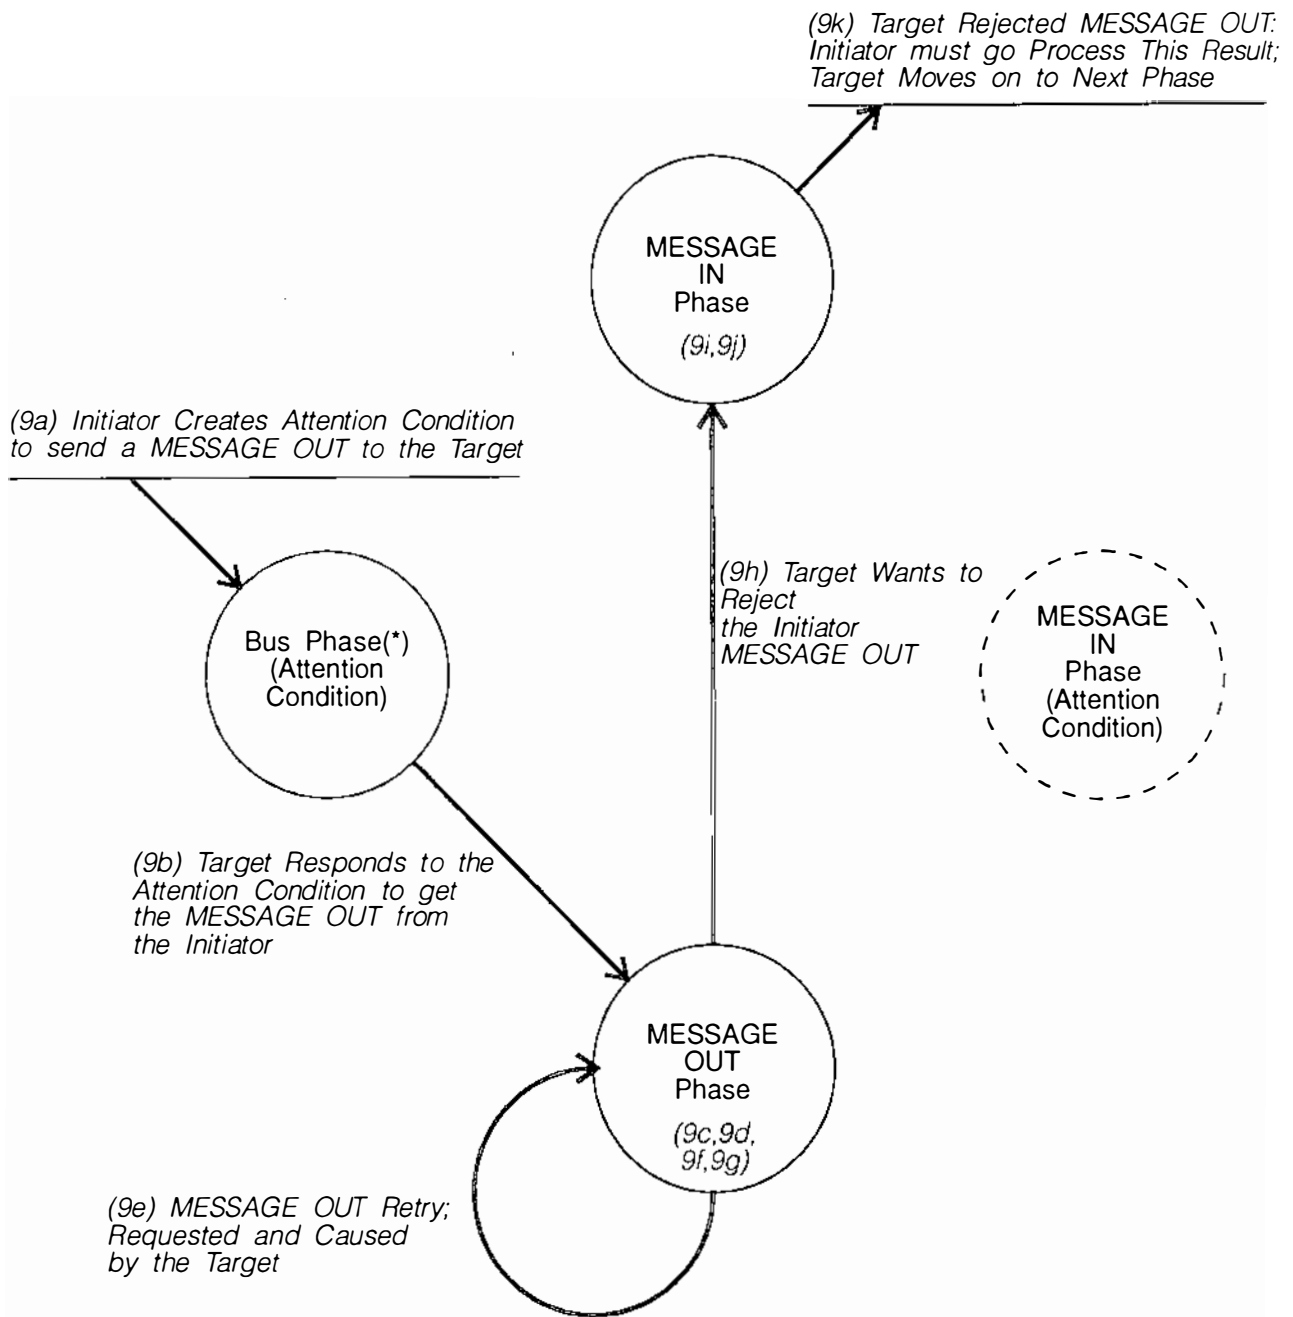 (9k) Target Rejected MESSAGE OUT:
Initiator must go Process This Result;
Target Moves on to Next Phase
MESSAGE
IN
Phase
(9i,9j)
(9a) Initiator Creates Attention Condition
to send a MESSAGE OUT to the Target
Bus Phase(*)
(Attention
Condition)
(9h) Target Wants to
Reject
the Initiator
MESSAGE OUT
MESSAGE
IN
Phase
(Attention
Condition)
(9b) Target Responds to the
Attention Condition to get
the MESSAGE OUT from
the Initiator
MESSAGE
OUT
Phase
(9c,9d,
9f,9g)
(9e) MESSAGE OUT Retry;
Requested and Caused
by the Target